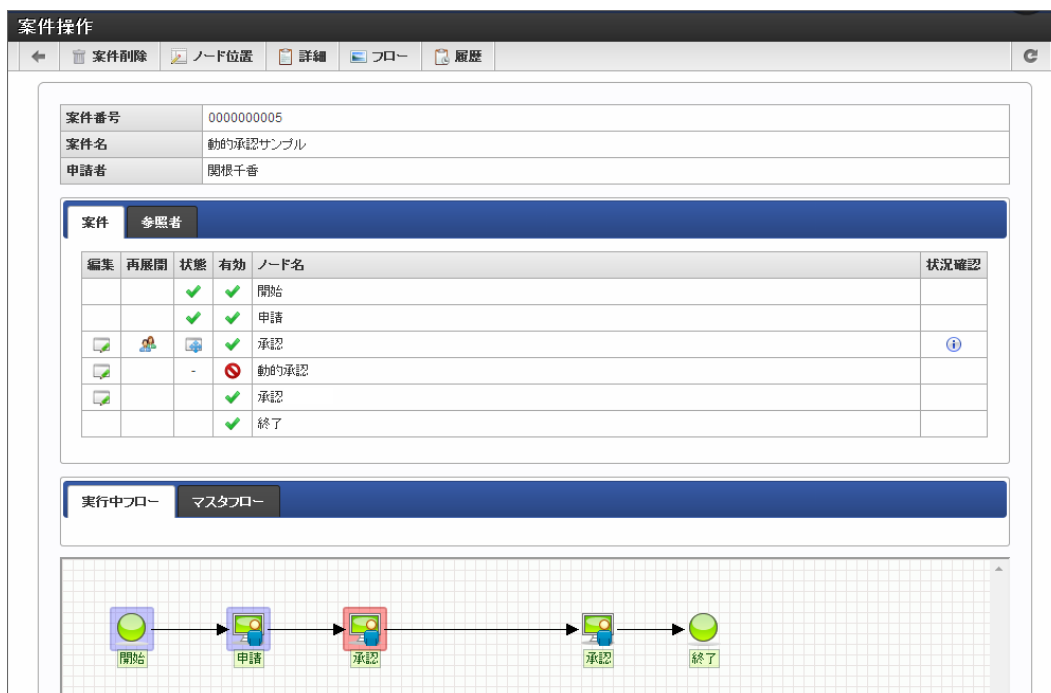 案件操作
案件削除 ノード位置 詳細 フロー 履歴
案件番号 0000000005
案件名 動的承認サンプル
申請者 関根千香
案件 参照者
編集 再展開 状態 有効 ノード名 状況確認
開始
申請
承認
- 動的承認
承認
終了
実行中フロー マスタフロー
開始 申請 承認 承認 終了